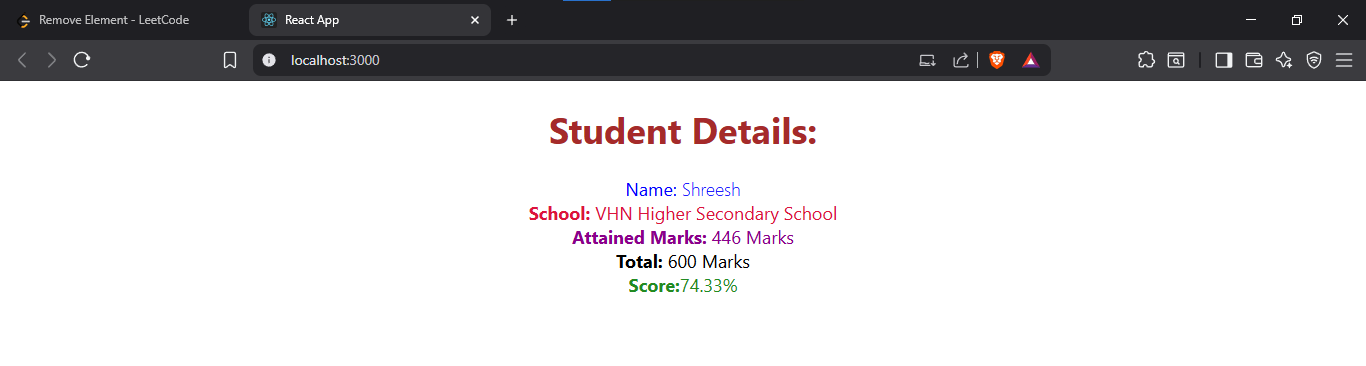 Remove Element - LeetCode
React App
localhost:3000
Student Details:
Name: Shreesh
School: VHN Higher Secondary School
Attained Marks: 446 Marks
Total: 600 Marks
Score:74.33%